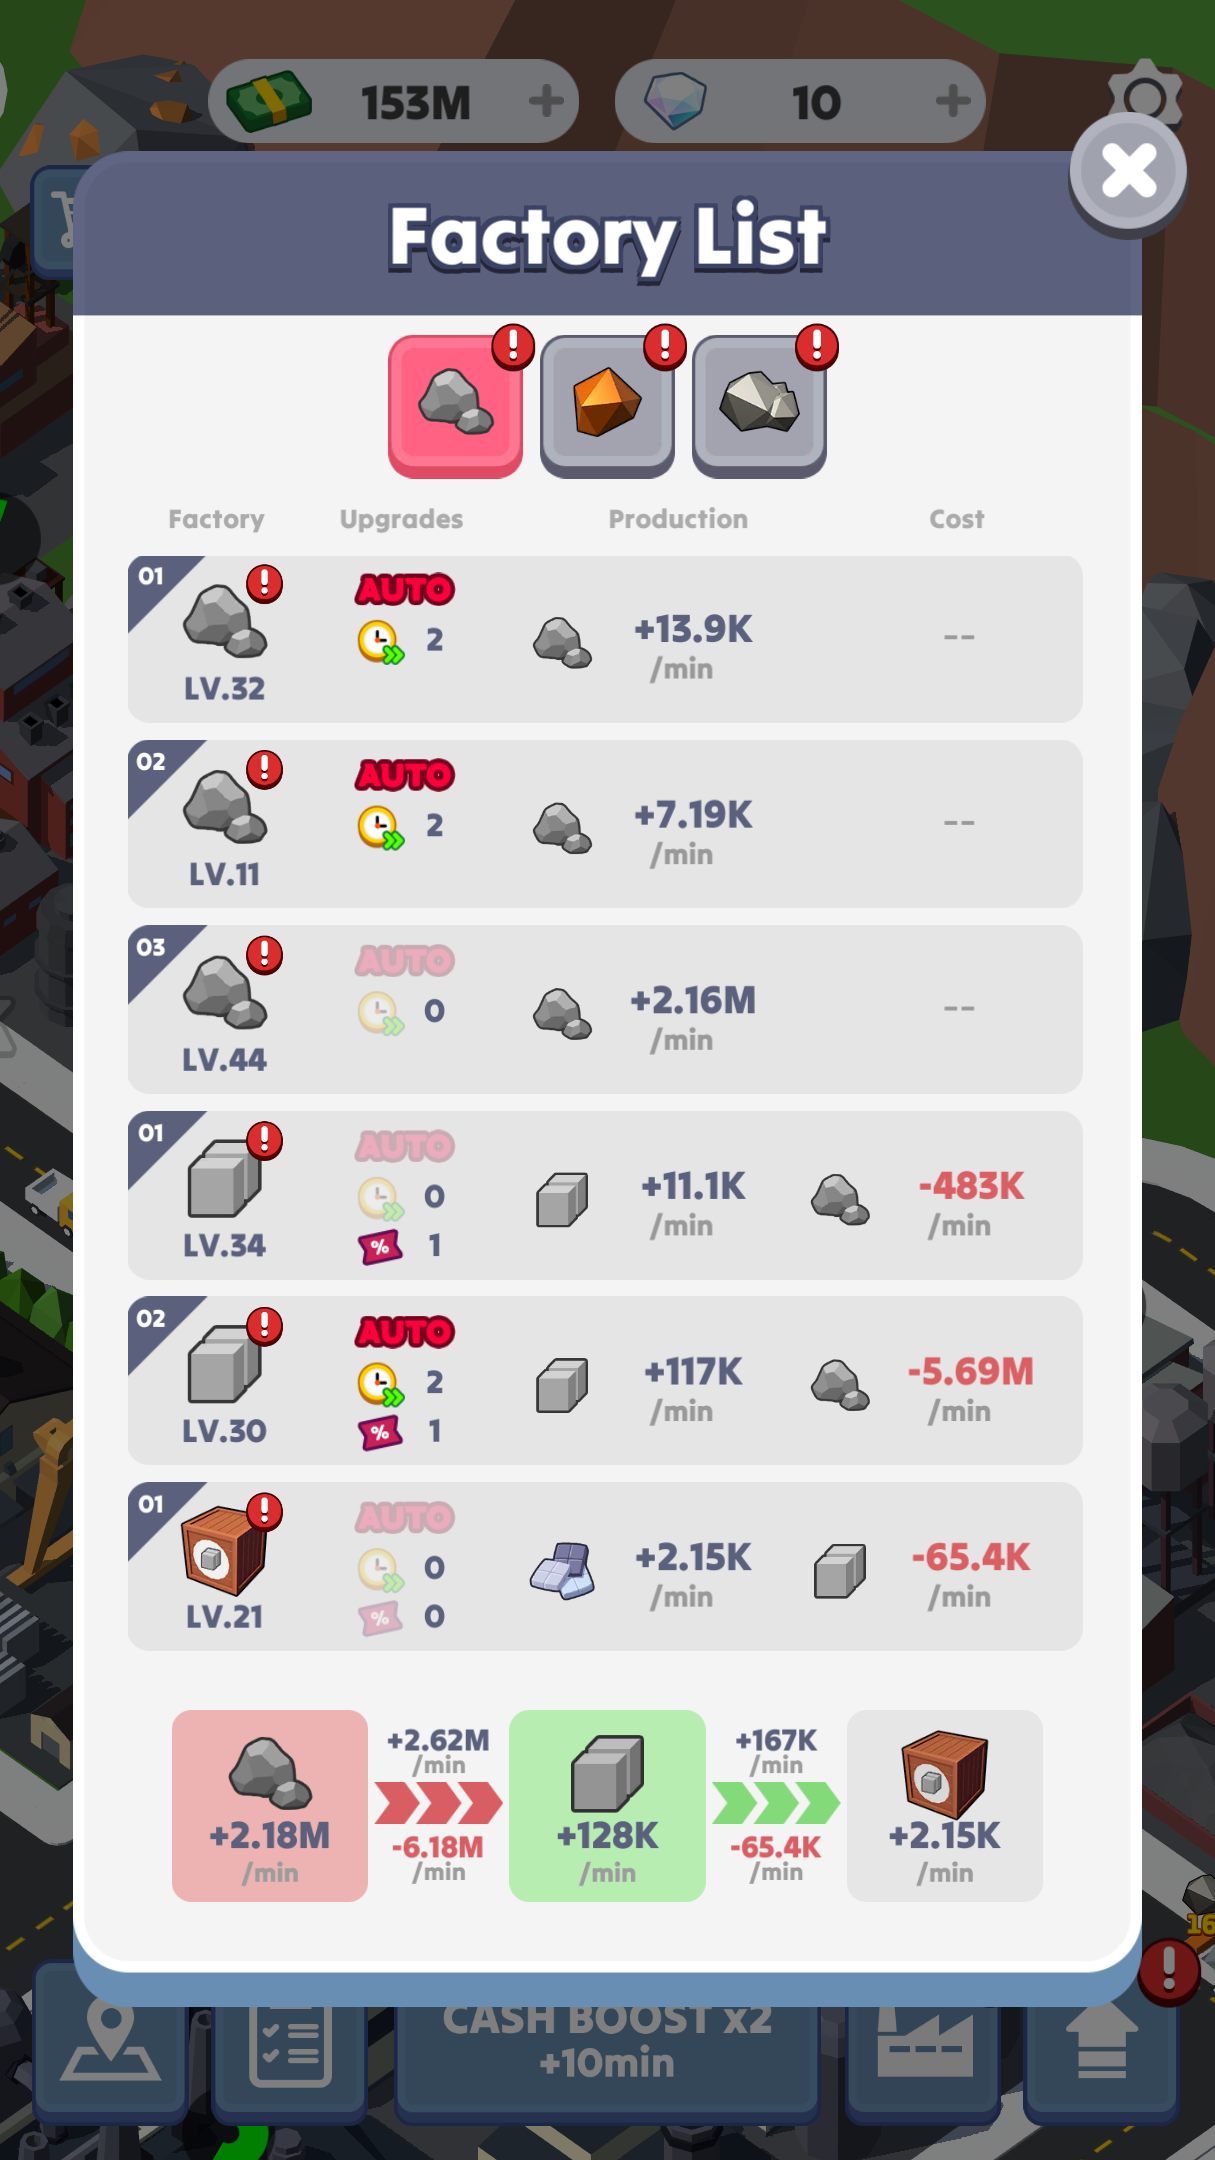 153M
10
Factory List
Factory Upgrades Production Cost
01
AUTO
2
+13.9K
/min
--
LV.32
02
AUTO
2
+7.19K
/min
--
LV.11
03
AUTO
0
+2.16M
/min
--
LV.44
01
AUTO
0
+11.1K
-483K
/min
/min
% 1
LV.34
02
AUTO
2
+117K
-5.69M
/min
/min
% 1
LV.30
01
AUTO
0
+2.15K
-65.4K
/min
/min
% 0
LV.21
+2.62M
/min
+167K
/min
+2.18M
/min
-6.18M
/min
+128K
/min
-65.4K
/min
+2.15K
/min
16
CASH BOOST x2
+10min